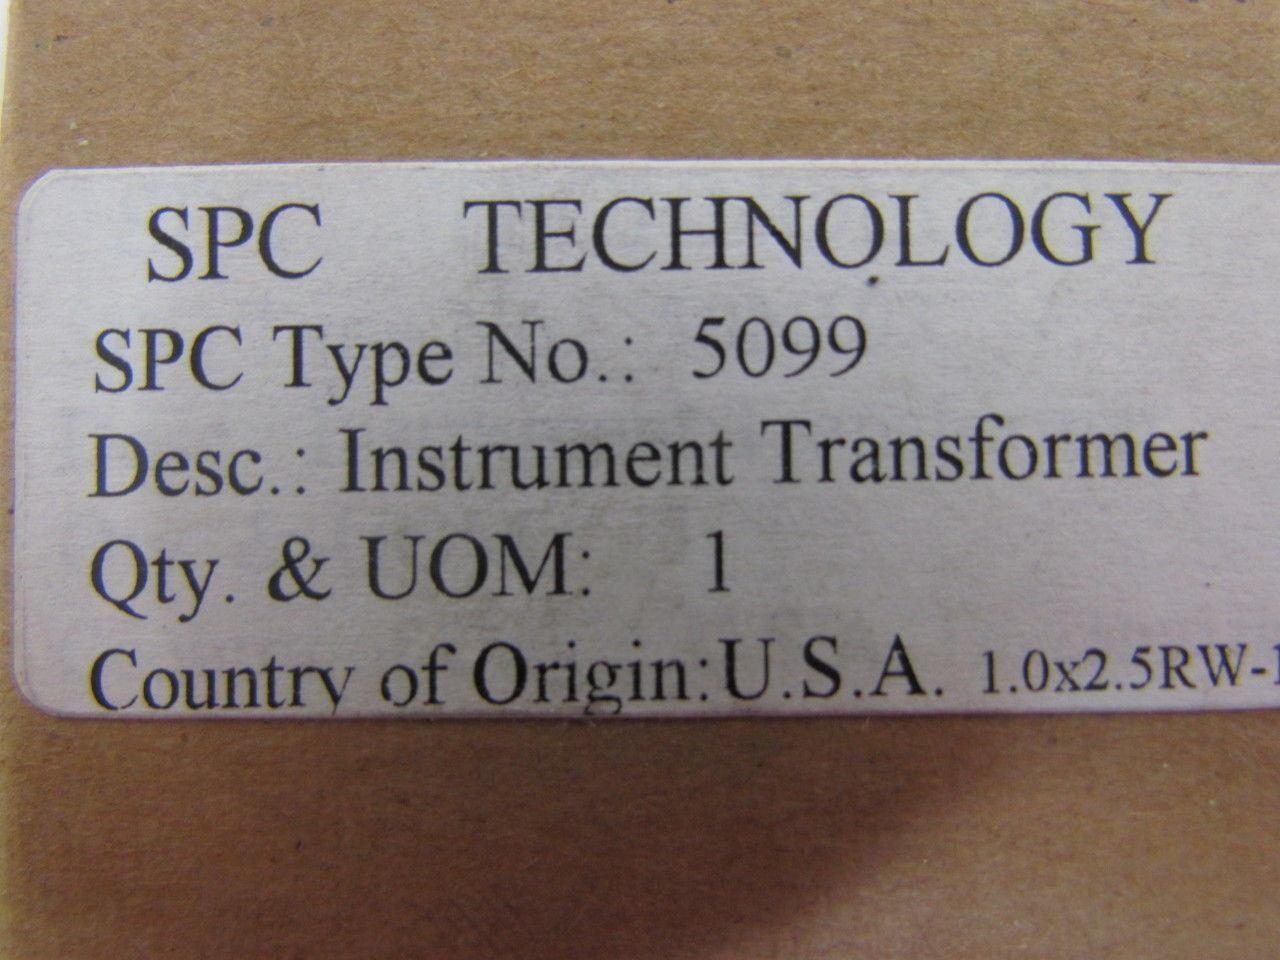 SPC TECHNOLOGY
SPC Type No.: 5099
Desc.: Instrument Transformer
Qty. & UOM: 1
Country of Origin: U.S.A. 1.0x2.5RW-